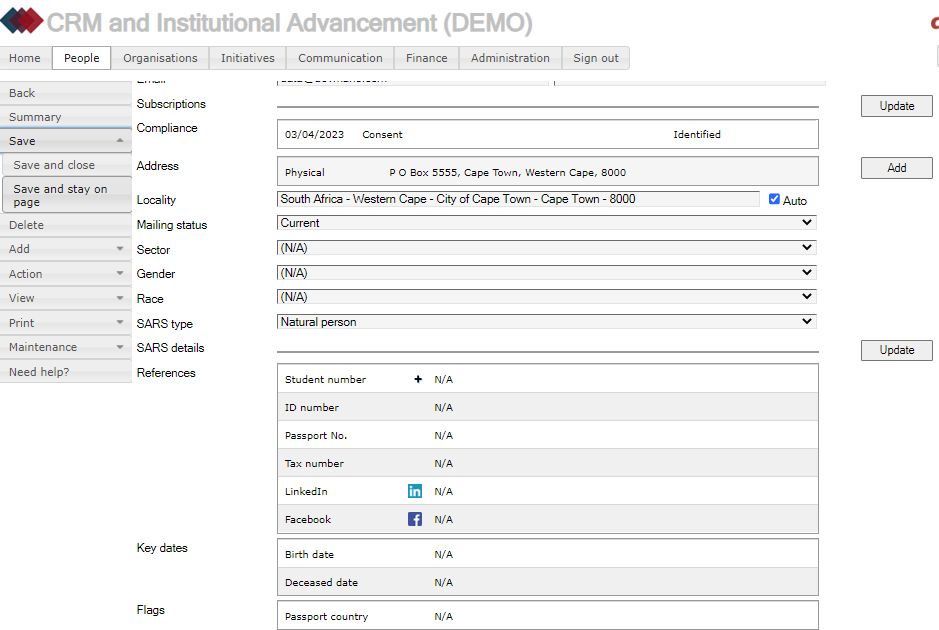 CRM and Institutional Advancement (DEMO)
Home People Organisations Initiatives Communication Finance Administration Sign out
Back
Summary
Save
Save and close
Save and stay on
page
Delete
Add
Action
View
Print
Maintenance
Need help?
Subscriptions Update
Compliance 03/04/2023 Consent Identified
Address Physical P O Box 5555, Cape Town, Western Cape, 8000 Add
Locality South Africa - Western Cape - City of Cape Town - Cape Town - 8000 Auto
Mailing status Current
Sector (N/A)
Gender (N/A)
Race (N/A)
SARS type Natural person
SARS details Update
References
Student number + N/A
ID number N/A
Passport No. N/A
Tax number N/A
LinkedIn in N/A
Facebook f N/A
Key dates
Birth date N/A
Deceased date N/A
Flags
Passport country N/A